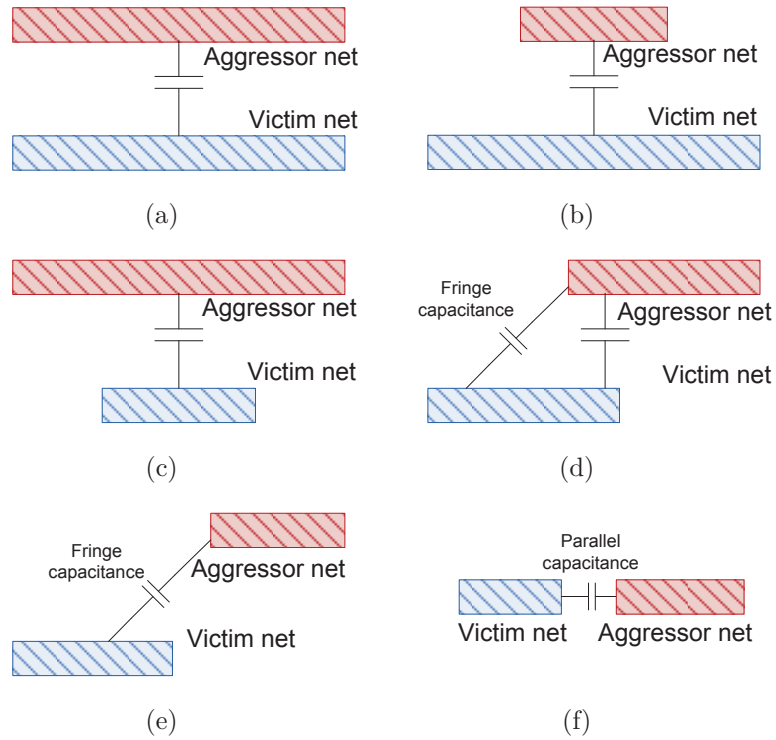 Aggressor net
Victim net
(a)
Aggressor net
Victim net
(b)
Aggressor net
Victim net
(c)
Fringe
capacitance
Aggressor net
Victim net
(d)
Fringe
capacitance
Aggressor net
Victim net
(e)
Parallel
capacitance
Victim net
Aggressor net
(f)